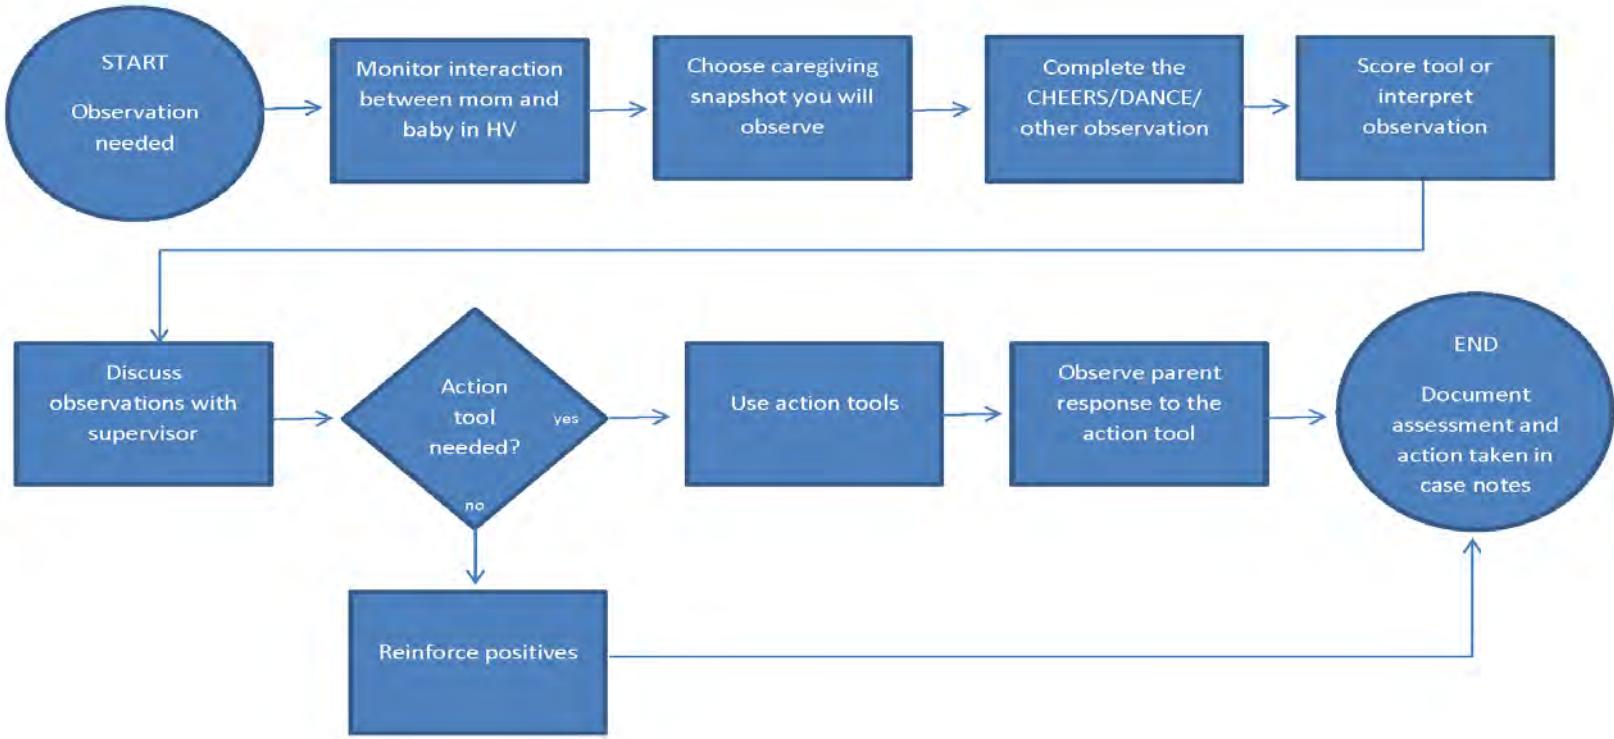 START
Observation
needed
Monitor interaction
between mom and
baby in HV
Choose caregiving
snapshot you will
observe
Complete the
CHEERS/DANCE/
other observation
Score tool or
interpret
observation
Discuss
observations with
supervisor
Action
tool
needed?
yes
no
Use action tools
Observe parent
response to the
action tool
END
Document
assessment and
action taken in
case notes
Reinforce positives